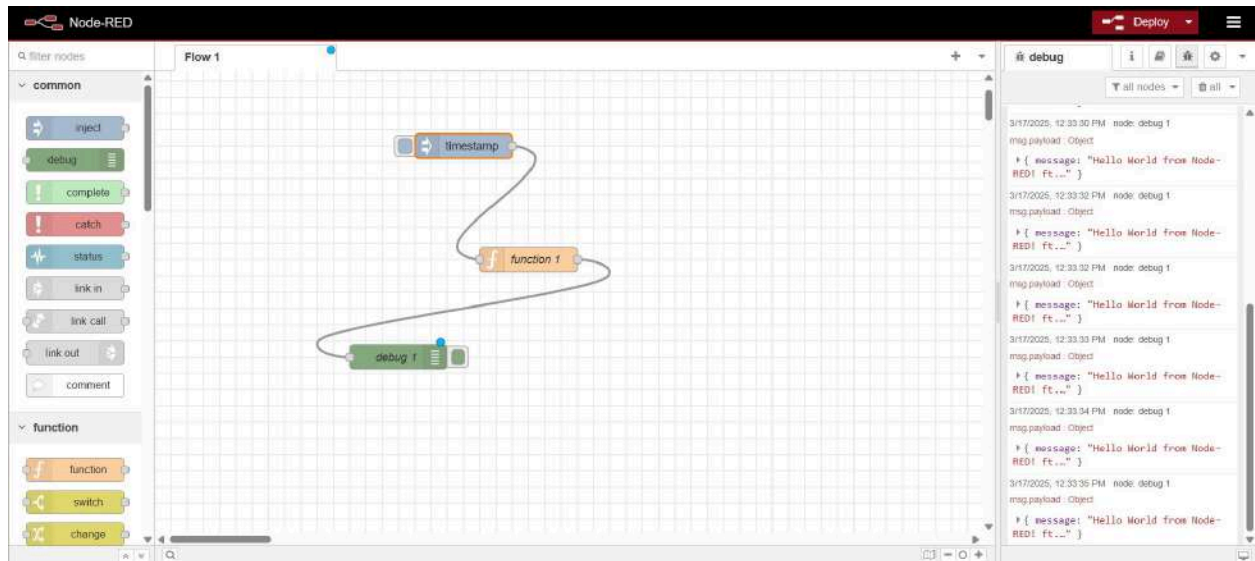 Node-RED
Deploy
filter nodes
Flow 1
debug
all nodes
all
common
inject
debug
complete
catch
status
link in
link call
link out
comment
function
function
switch
change
timestamp
function 1
debug 1
3/17/2025, 12:33:30 PM node: debug 1
msg.payload : Object
{ message: "Hello World from Node-
RED! ft..." }
3/17/2025, 12:33:32 PM node: debug 1
msg.payload : Object
{ message: "Hello World from Node-
RED! ft..." }
3/17/2025, 12:33:32 PM node: debug 1
msg.payload : Object
{ message: "Hello World from Node-
RED! ft..." }
3/17/2025, 12:33:33 PM node: debug 1
msg.payload : Object
{ message: "Hello World from Node-
RED! ft..." }
3/17/2025, 12:33:34 PM node: debug 1
msg.payload : Object
{ message: "Hello World from Node-
RED! ft..." }
3/17/2025, 12:33:35 PM node: debug 1
msg.payload : Object
{ message: "Hello World from Node-
RED! ft..." }